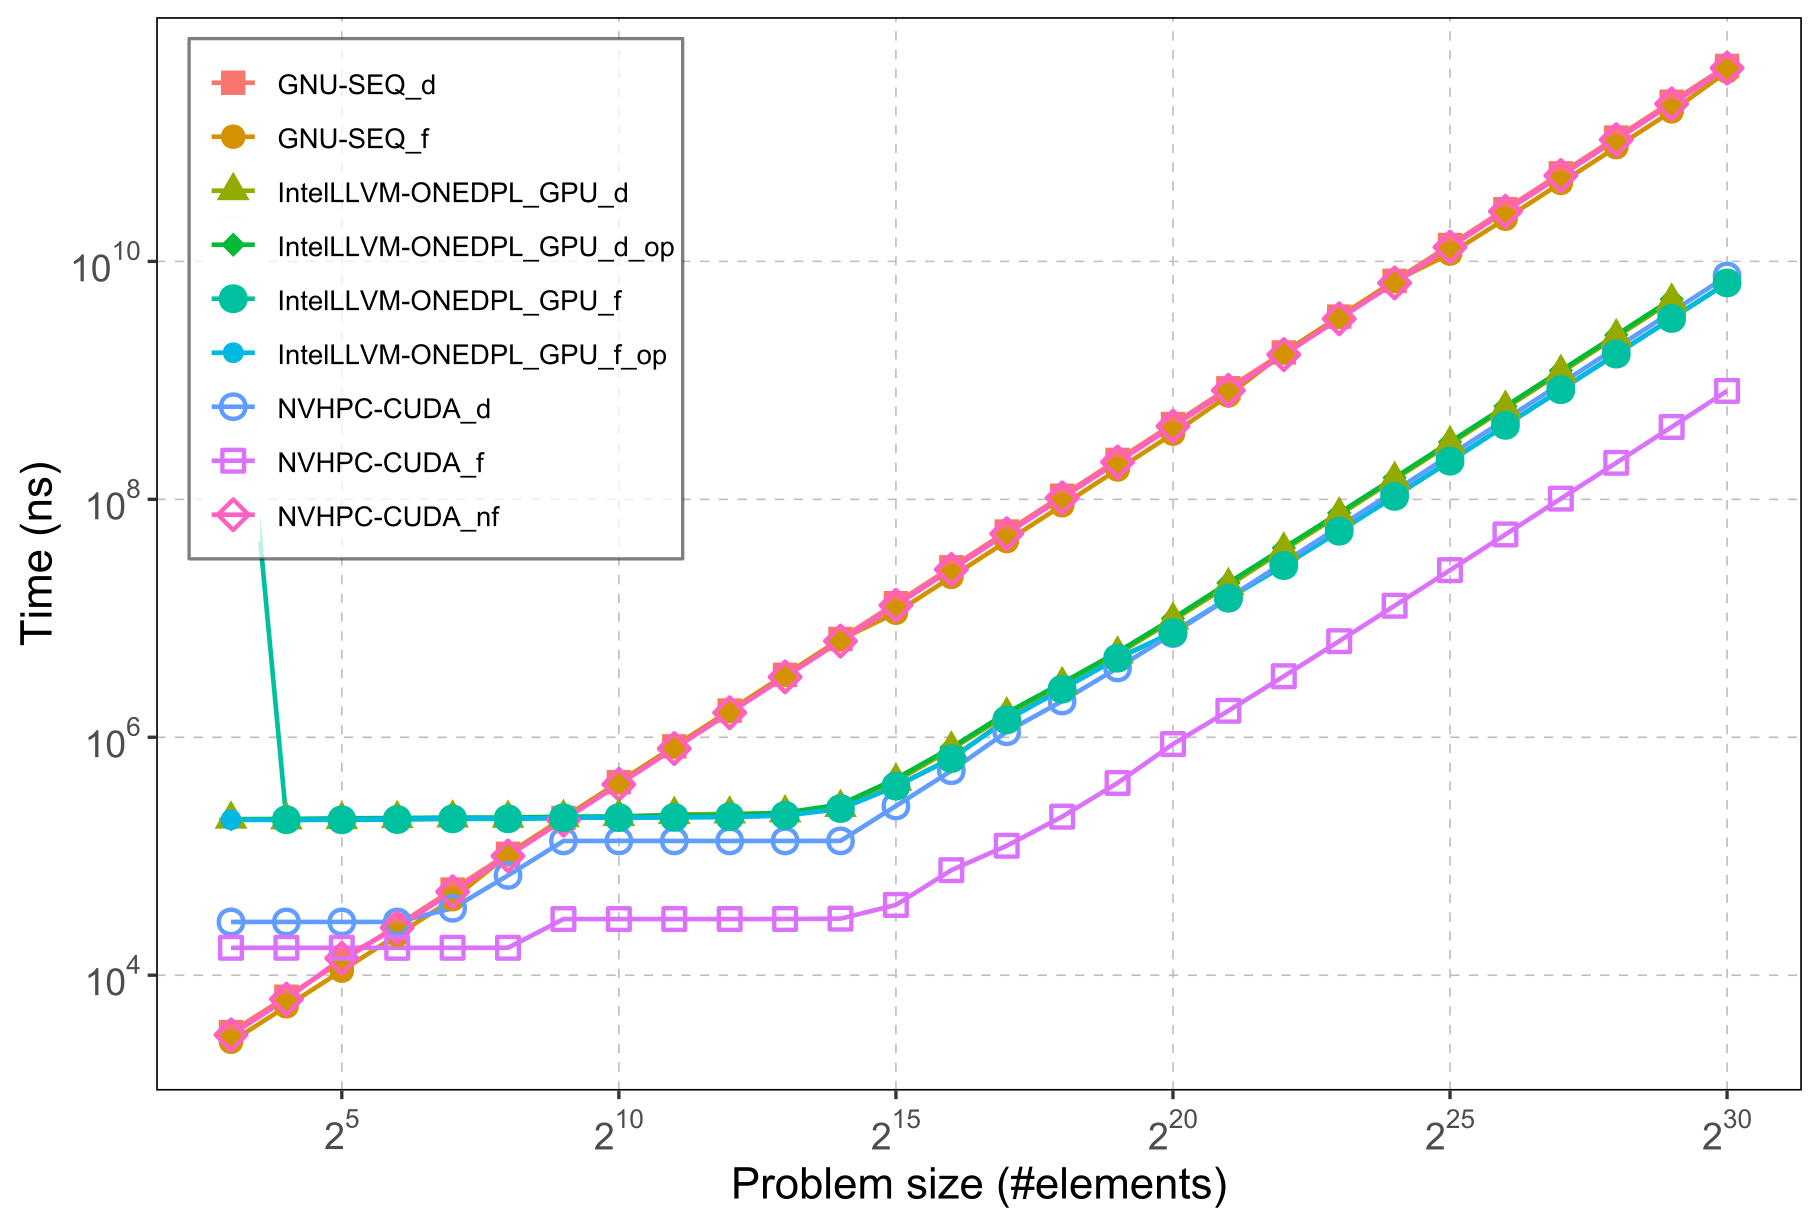 GNU-SEQ_d
GNU-SEQ_f
IntelLLVM-ONEDPL_GPU_d
IntelLLVM-ONEDPL_GPU_d_op
IntelLLVM-ONEDPL_GPU_f
IntelLLVM-ONEDPL_GPU_f_op
NVHPC-CUDA_d
NVHPC-CUDA_f
NVHPC-CUDA_nf
Time (ns)
10^10
10^8
10^6
10^4
2^5 2^10 2^15 2^20 2^25 2^30
Problem size (#elements)